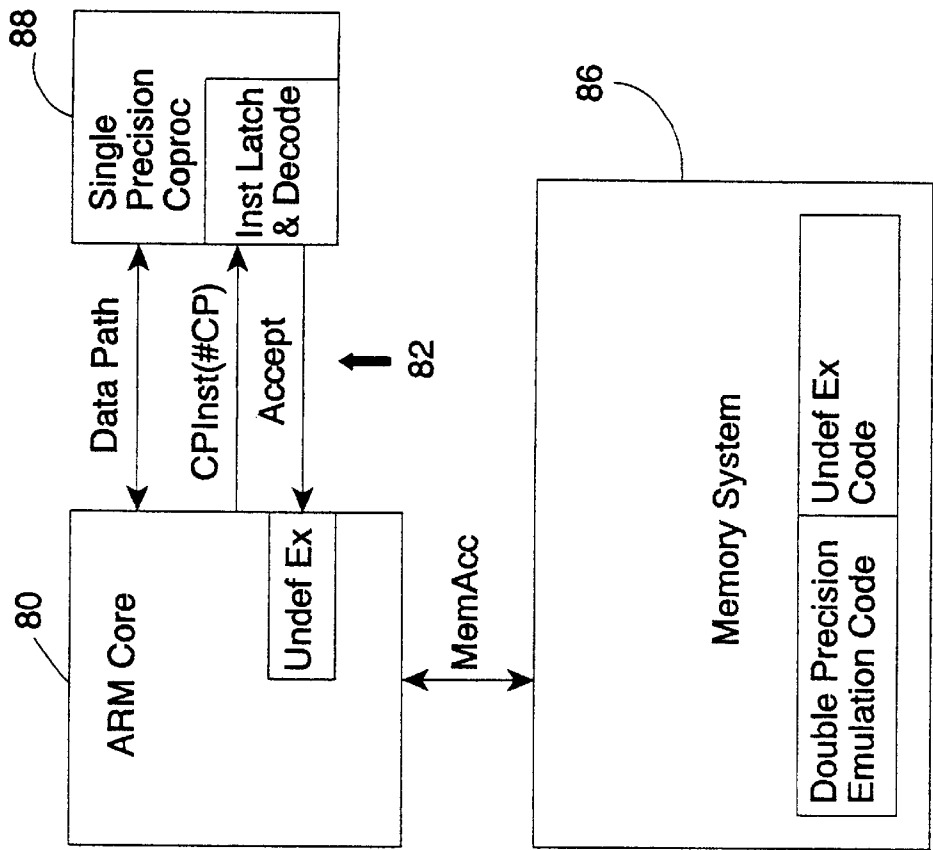 80
ARM Core
Undef Ex
Data Path
CPInst(#CP)
Accept
82
88
Single
Precision
Coproc
Inst Latch
& Decode
MemAcc
86
Memory System
Double Precision
Emulation Code
Undef Ex
Code